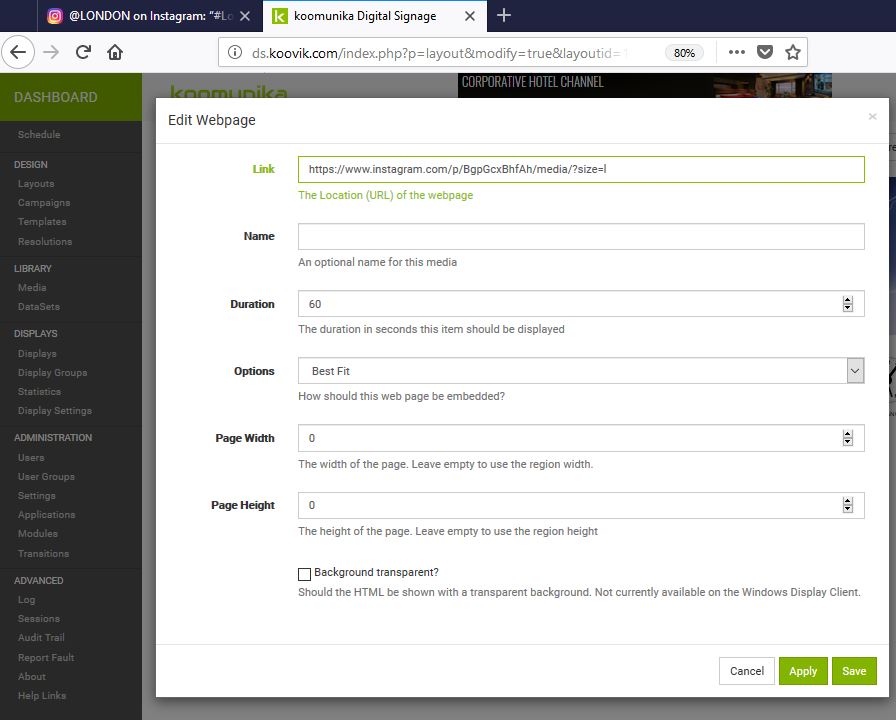 @LONDON on Instagram: "#Lo
koomunika Digital Signage
ds.koovik.com/index.php?p=layout&modify=true&layoutid=
80%
DASHBOARD
koomunika
CORPORATIVE HOTEL CHANNEL
Edit Webpage
Schedule
DESIGN
Layouts
Campaigns
Templates
Resolutions
LIBRARY
Media
DataSets
DISPLAYS
Displays
Display Groups
Statistics
Display Settings
ADMINISTRATION
Users
User Groups
Settings
Applications
Modules
Transitions
ADVANCED
Log
Sessions
Audit Trail
Report Fault
About
Help Links
Link
https://www.instagram.com/p/BgpGcxBhfAh/media/?size=l
The Location (URL) of the webpage
Name
An optional name for this media
Duration
60
The duration in seconds this item should be displayed
Options
Best Fit
How should this web page be embedded?
Page Width
0
The width of the page. Leave empty to use the region width.
Page Height
0
The height of the page. Leave empty to use the region height
Background transparent?
Should the HTML be shown with a transparent background. Not currently available on the Windows Display Client.
Cancel
Apply
Save